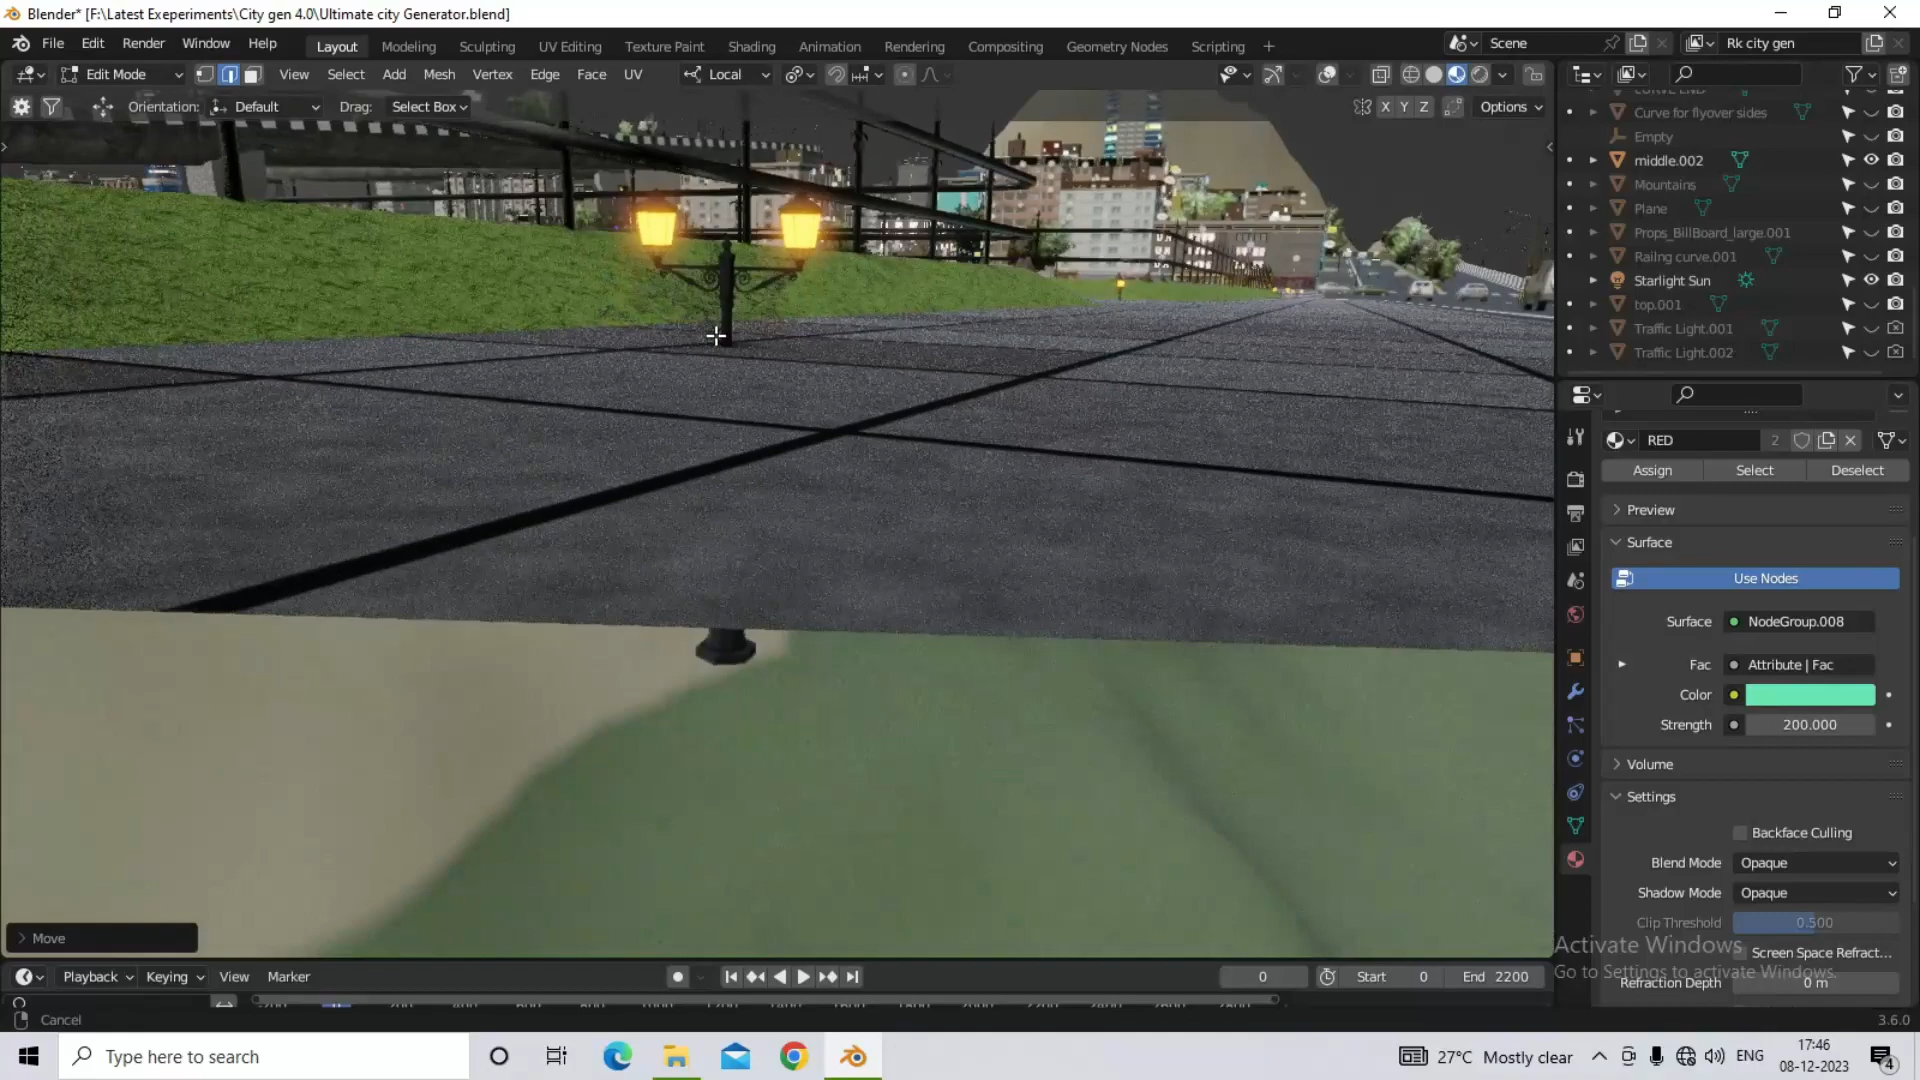 Blender* [F:\Latest Exeperiments\City gen 4.0\Ultimate city Generator.blend]
File Edit Render Window Help Layout Modeling Sculpting UV Editing Texture Paint Shading Animation Rendering Compositing Geometry Nodes Scripting + Scene Rk city gen
Edit Mode View Select Add Mesh Vertex Edge Face UV Local
Orientation: Default Drag: Select Box X Y Z Options
CURVE END
Curve for flyover sides
Empty
middle.002
Mountains
Plane
Props_BillBoard_large.001
Railng curve.001
Starlight Sun
top.001
Traffic Light.001
Traffic Light.002
RED 2
Assign Select Deselect
Preview
Surface
Use Nodes
Surface NodeGroup.008
Fac Attribute | Fac
Color
Strength 200.000
Volume
Settings
Backface Culling
Blend Mode Opaque
Shadow Mode Opaque
Clip Threshold 0.500
Screen Space Refract...
Refraction Depth 0 m
Activate Windows
Go to Settings to activate Windows.
Move
Playback Keying View Marker 0 Start 0 End 2200
Cancel 3.6.0
Type here to search 27°C Mostly clear ENG 17:46
08-12-2023 4